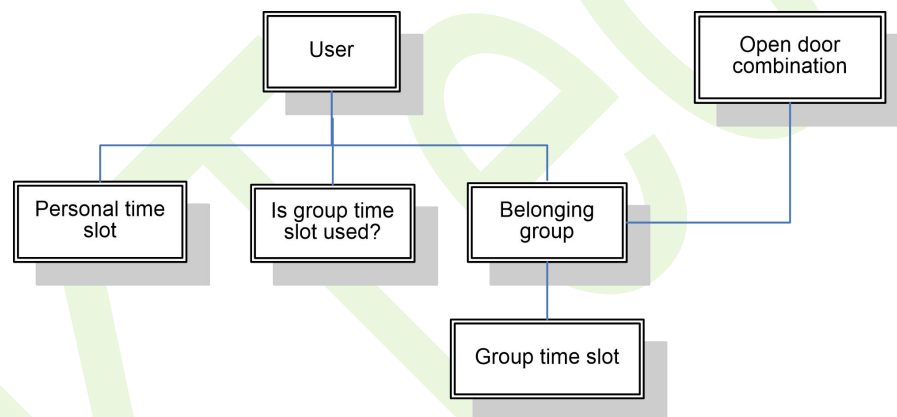 User
Open door
combination
Personal time
slot
Is group time
slot used?
Belonging
group
Group time slot